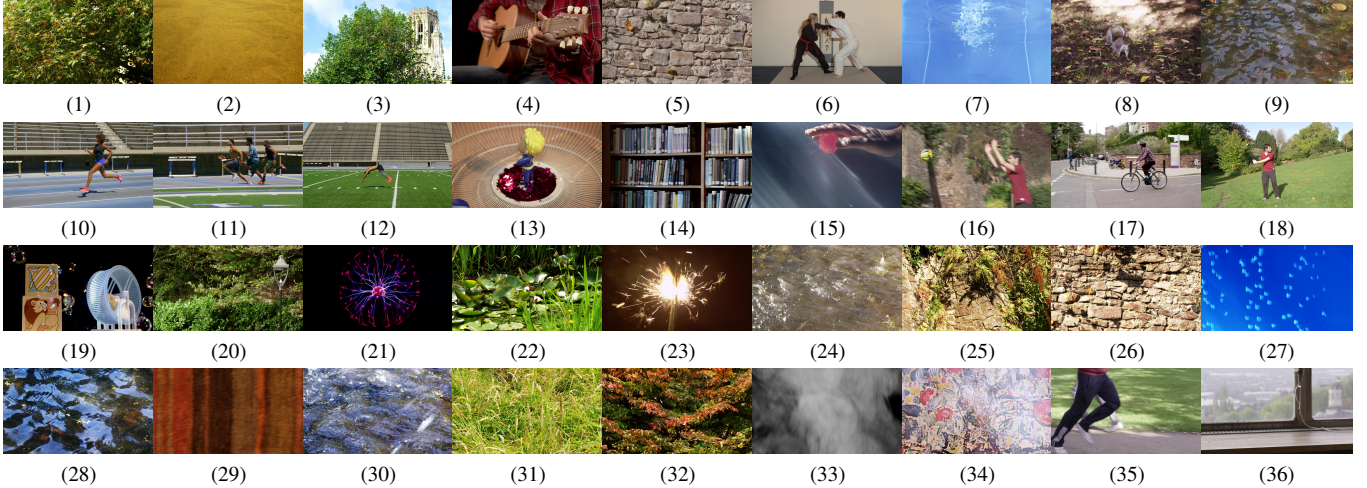 (1) (2) (3) (4) (5) (6) (7) (8) (9)
(10) (11) (12) (13) (14) (15) (16) (17) (18)
(19) (20) (21) (22) (23) (24) (25) (26) (27)
(28) (29) (30) (31) (32) (33) (34) (35) (36)